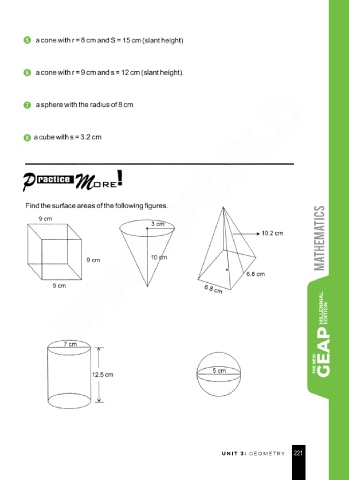 5 a cone with r = 8 cm and S = 15 cm (slant height)
6 a cone with r = 9 cm and s = 12 cm (slant height).
7 a sphere with the radius of 8 cm
8 a cube with s = 3.2 cm
Practice More!
Find the surface areas of the following figures.
9 cm
9 cm
9 cm
3 cm
10 cm
10.2 cm
6.8 cm
6.8 cm
7 cm
12.5 cm
5 cm
MATHEMATICS
THE NEW GEAP MILLENNIAL EDITION
UNIT 3: GEOMETRY 221